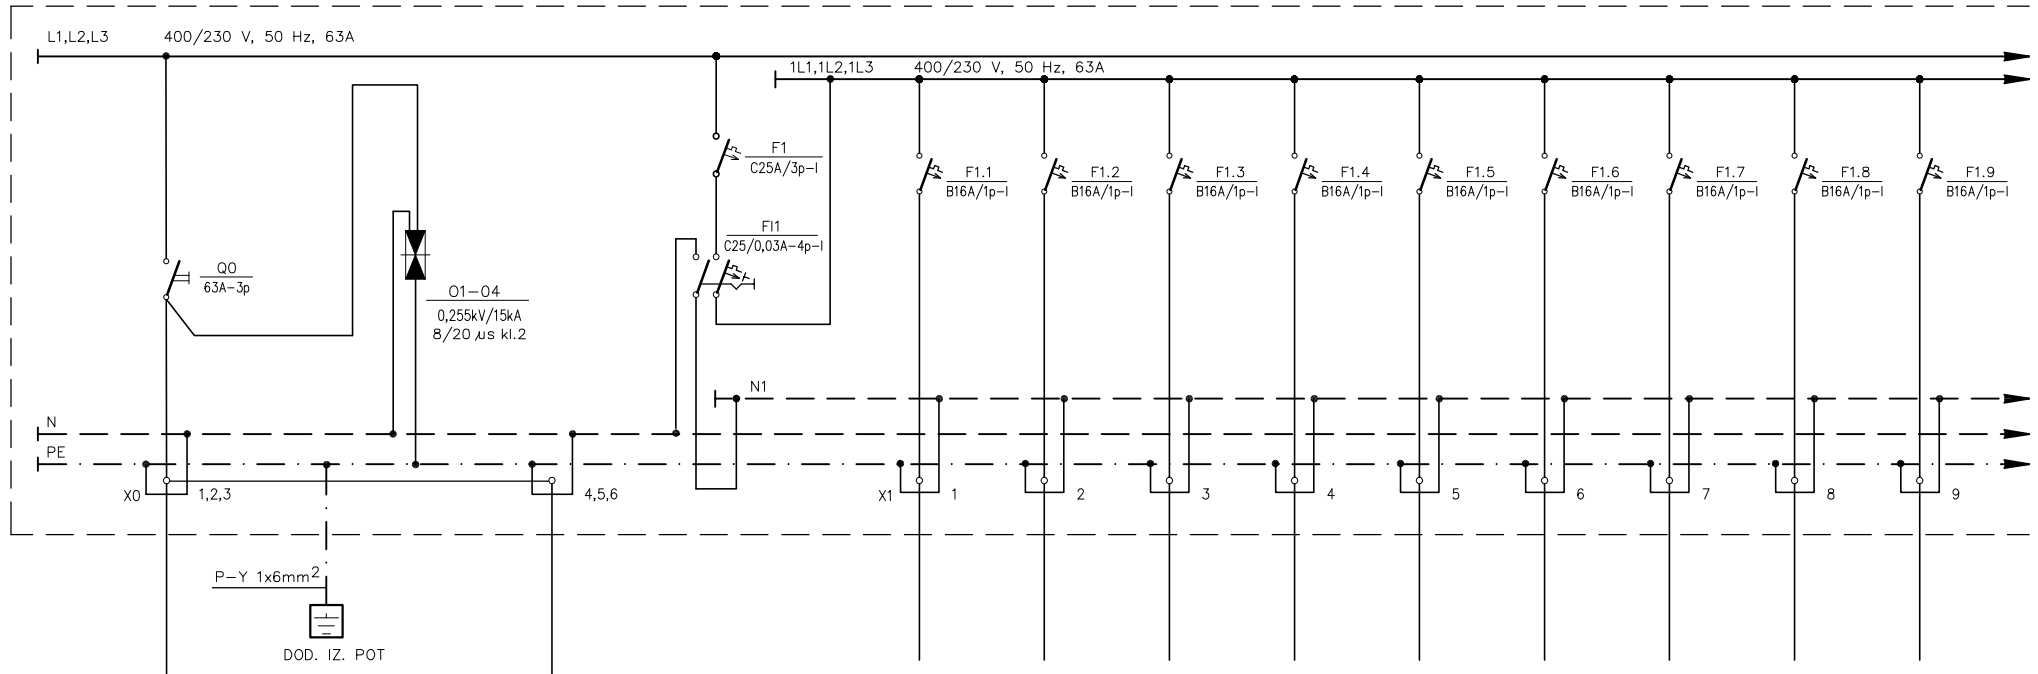 L1,L2,L3 400/230 V, 50 Hz, 63A
1L1,1L2,1L3 400/230 V, 50 Hz, 63A
F1
C25A/3p-I
F1.1
B16A/1p-I
F1.2
B16A/1p-I
F1.3
B16A/1p-I
F1.4
B16A/1p-I
F1.5
B16A/1p-I
F1.6
B16A/1p-I
F1.7
B16A/1p-I
F1.8
B16A/1p-I
F1.9
B16A/1p-I
FI1
C25/0,03A-4p-I
Q0
63A-3p
O1-04
0,255kV/15kA
8/20 µs kl.2
N1
N
PE
X0 1,2,3 4,5,6 X1 1 2 3 4 5 6 7 8 9
P-Y 1x6mm²
DOD. IZ. POT